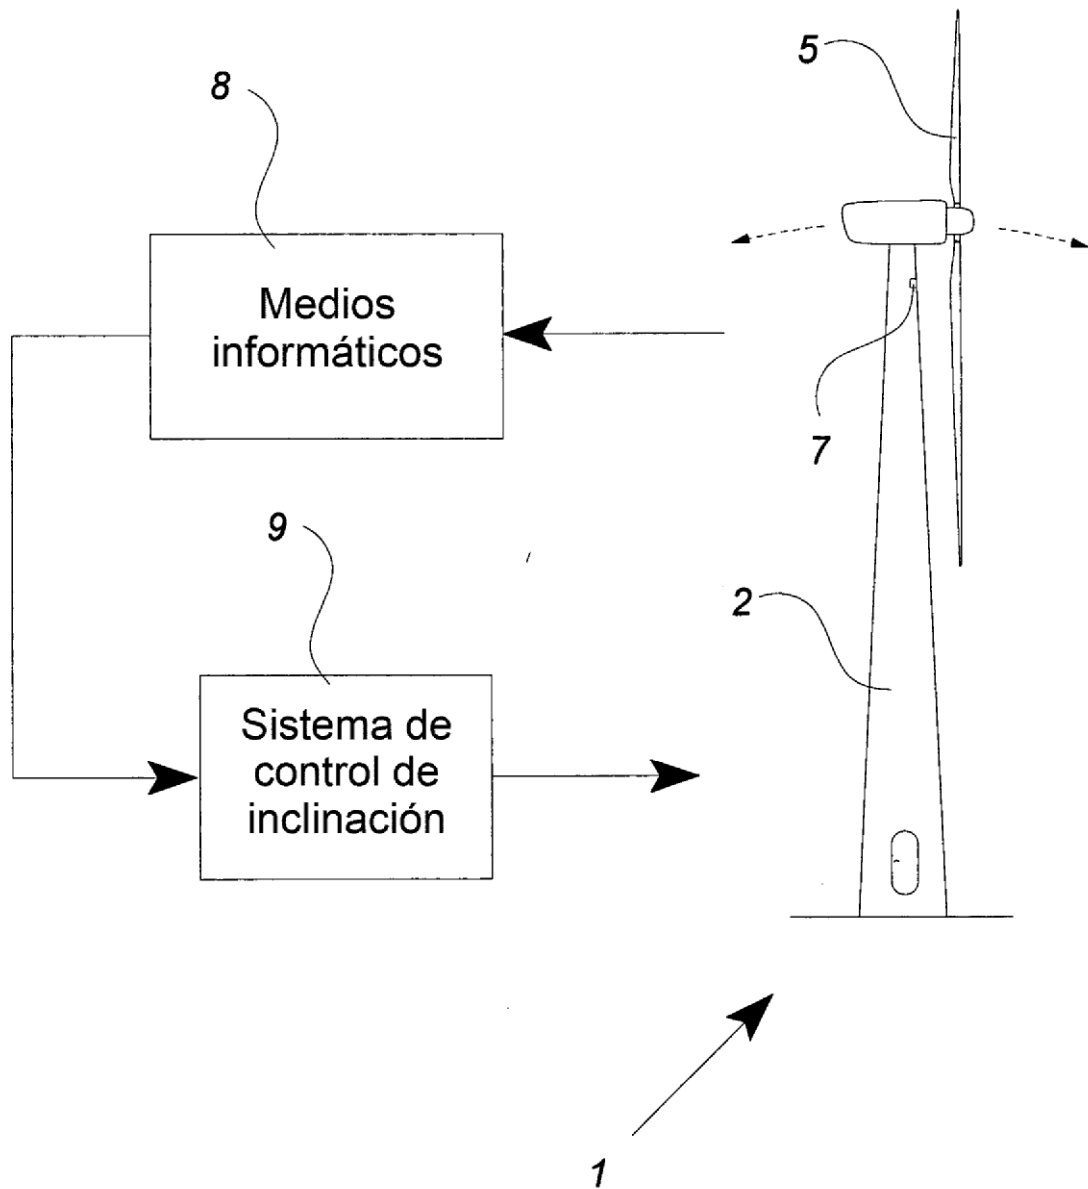 5
8
Medios
informáticos
7
9
2
Sistema de
control de
inclinación
1